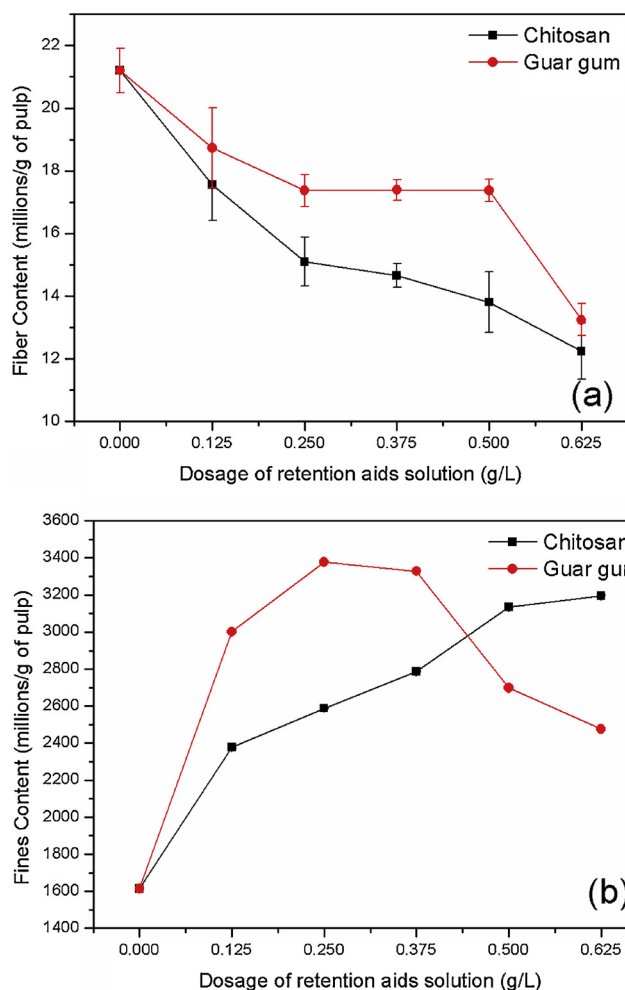 22
20
18
16
14
12
10
Fiber Content (millions/g of pulp)
Chitosan
Guar gum
(a)
0.000 0.125 0.250 0.375 0.500 0.625
Dosage of retention aids solution (g/L)
3600
3400
3200
3000
2800
2600
2400
2200
2000
1800
1600
1400
Fines Content (millions/g of pulp)
Chitosan
Guar gu
(b)
0.000 0.125 0.250 0.375 0.500 0.625
Dosage of retention aids solution (g/L)